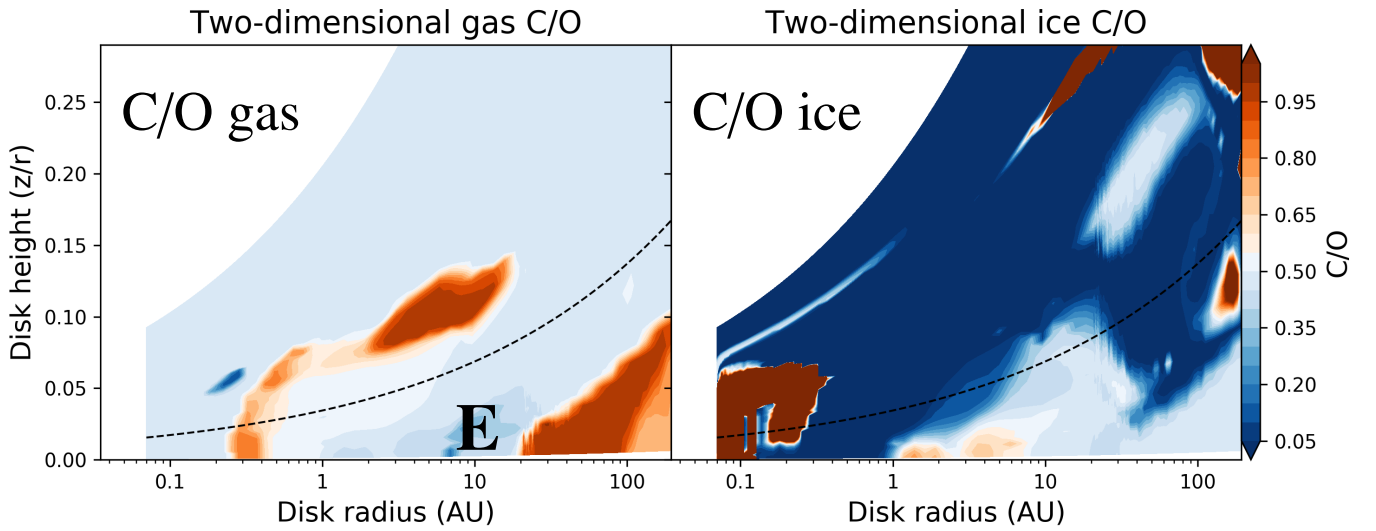 Two-dimensional gas C/O
Two-dimensional ice C/O
C/O gas
C/O ice
E
Disk height (z/r)
0.25
0.20
0.15
0.10
0.05
0.00
0.1
1
10
100
Disk radius (AU)
0.1
1
10
100
Disk radius (AU)
0.95
0.80
0.65
0.50
0.35
0.20
0.05
C/O